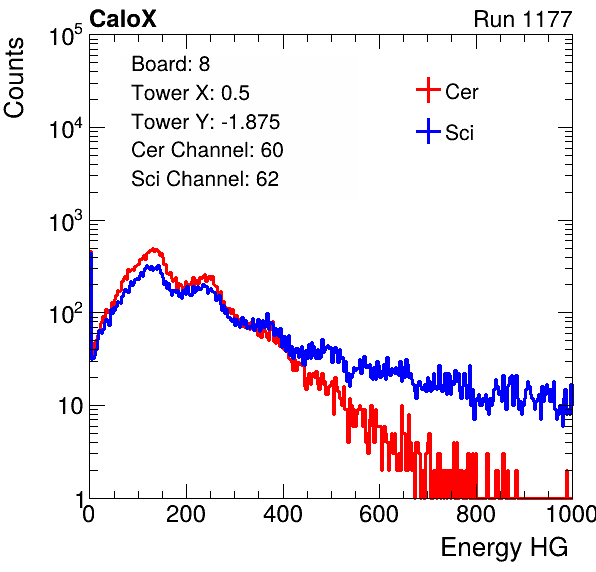 CaloX Run 1177
Counts
10^5
10^4
10^3
10^2
10
1
Board: 8
Tower X: 0.5
Tower Y: -1.875
Cer Channel: 60
Sci Channel: 62
Cer
Sci
0 200 400 600 800 1000
Energy HG